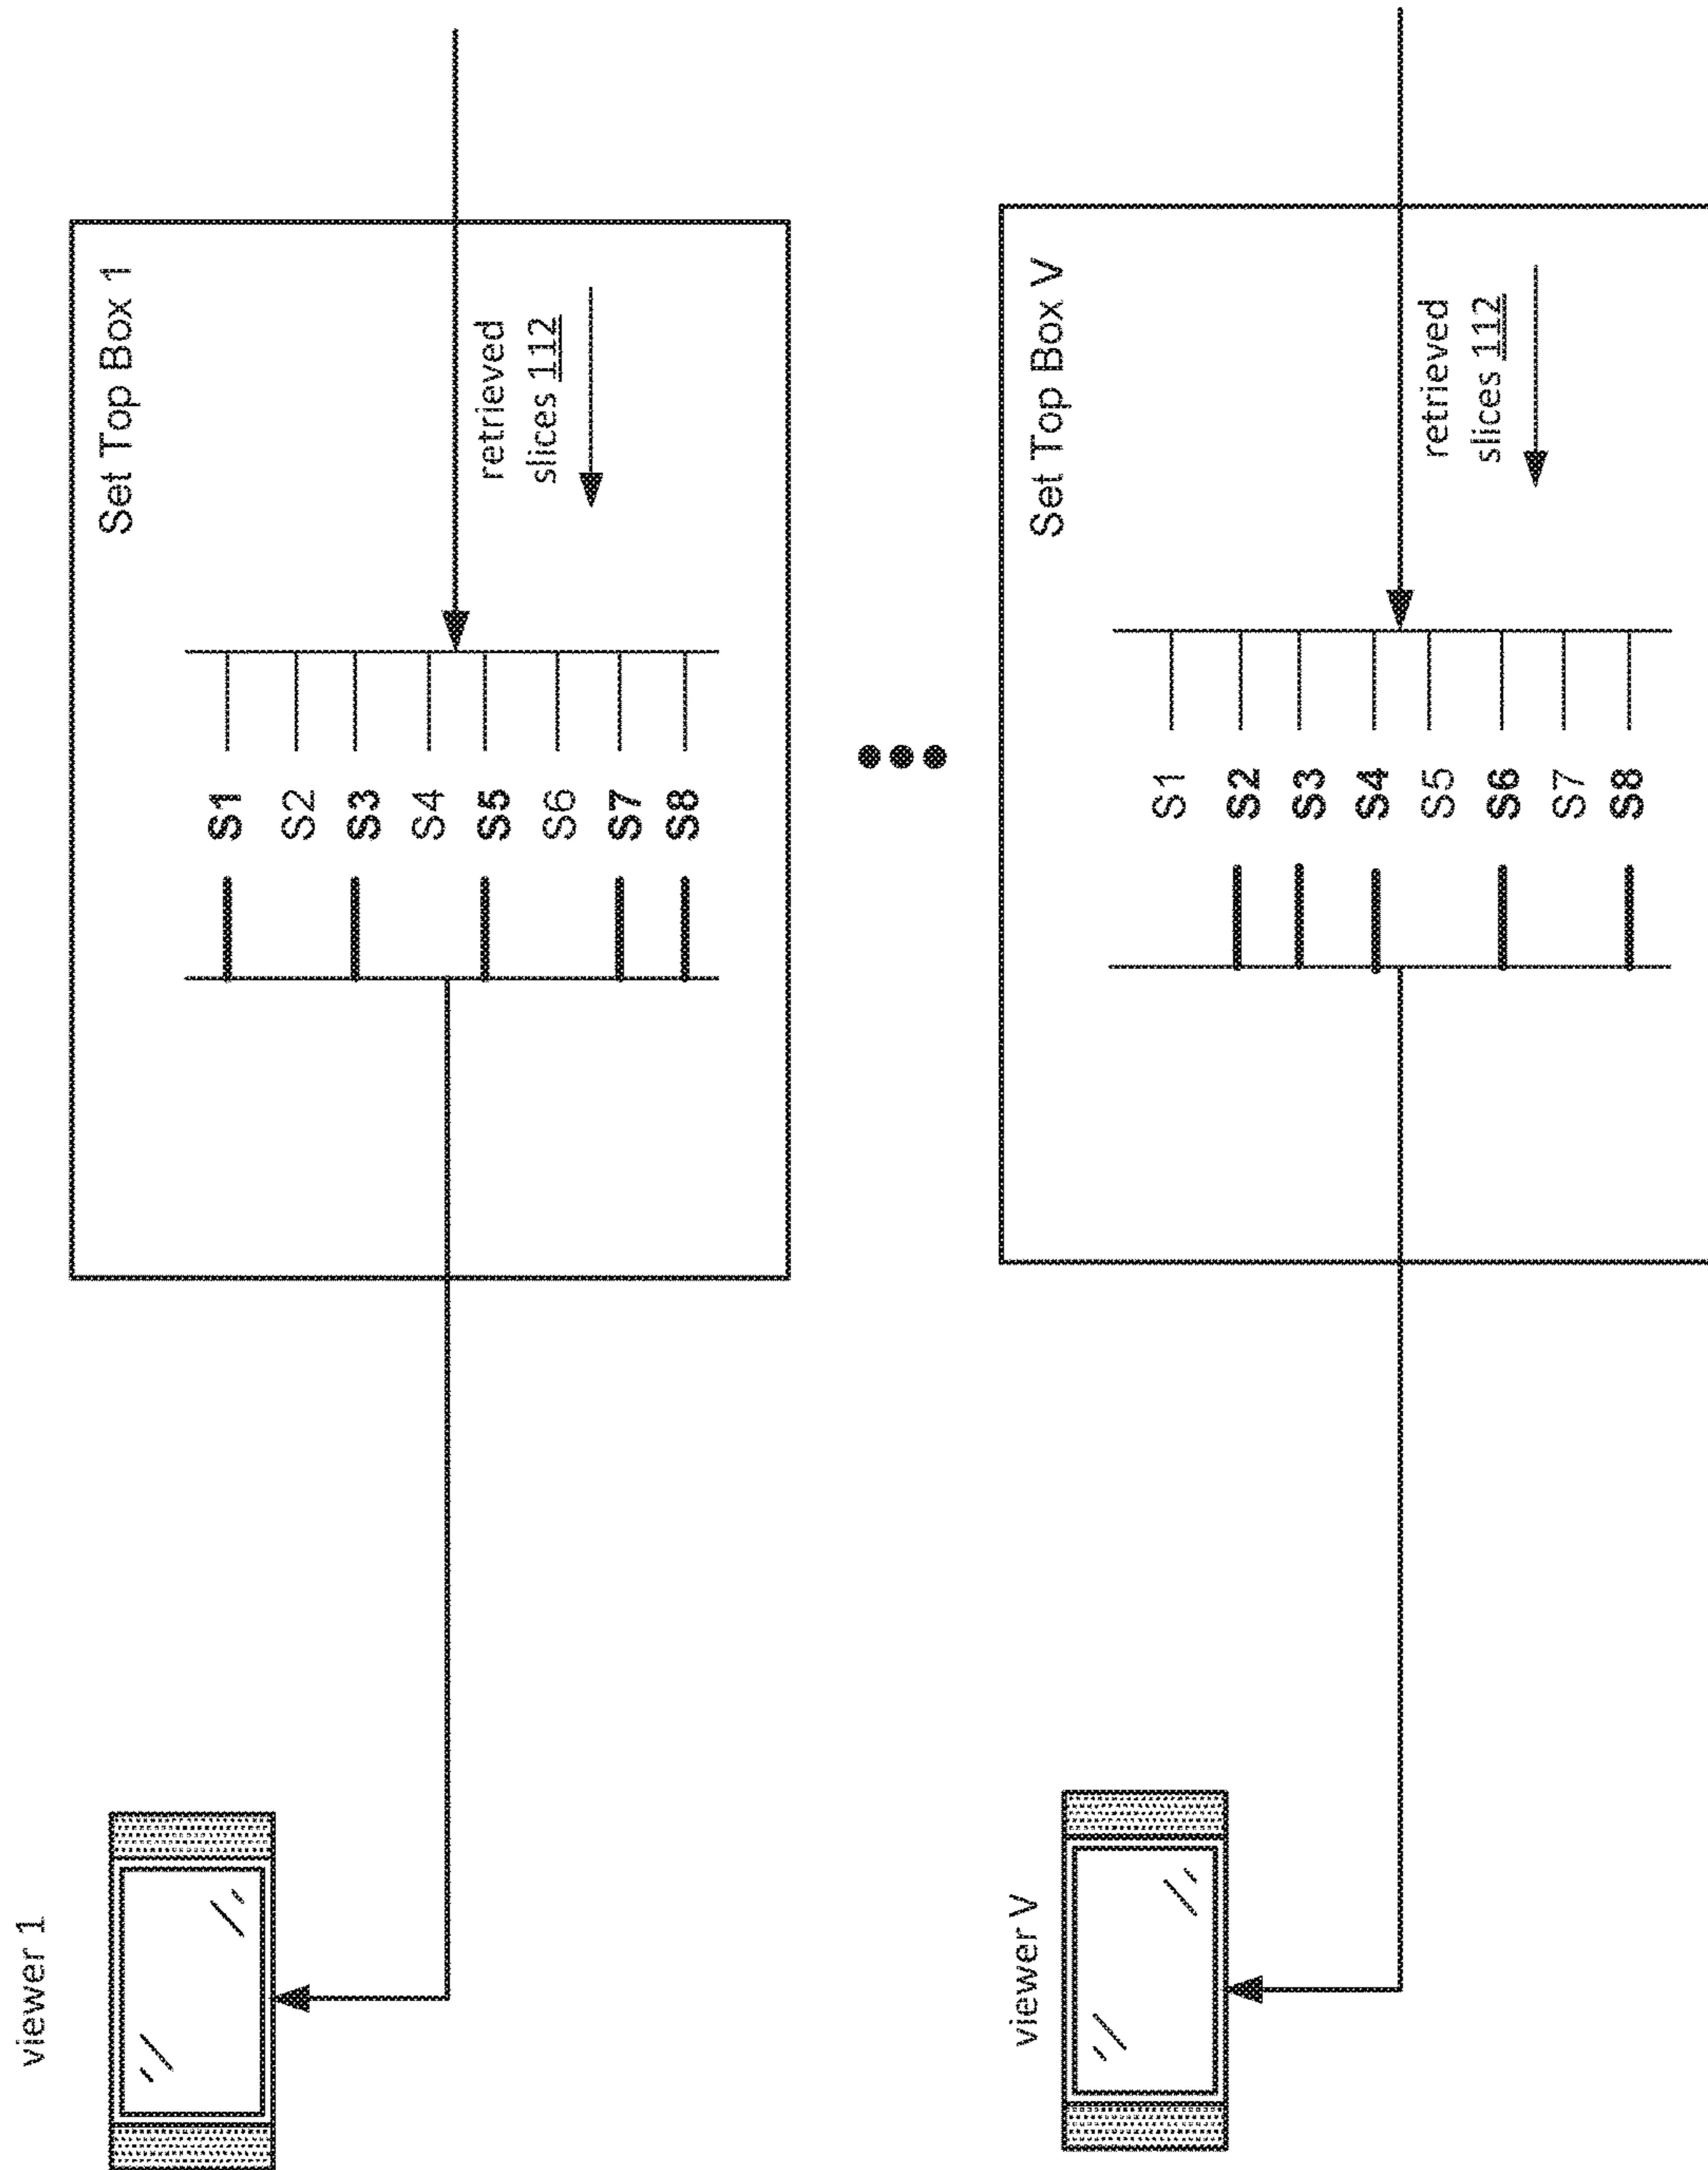 viewer 1
Set Top Box 1
S1
S2
S3
S4
S5
S6
S7
S8
retrieved
slices 112
viewer V
Set Top Box V
S1
S2
S3
S4
S5
S6
S7
S8
retrieved
slices 112